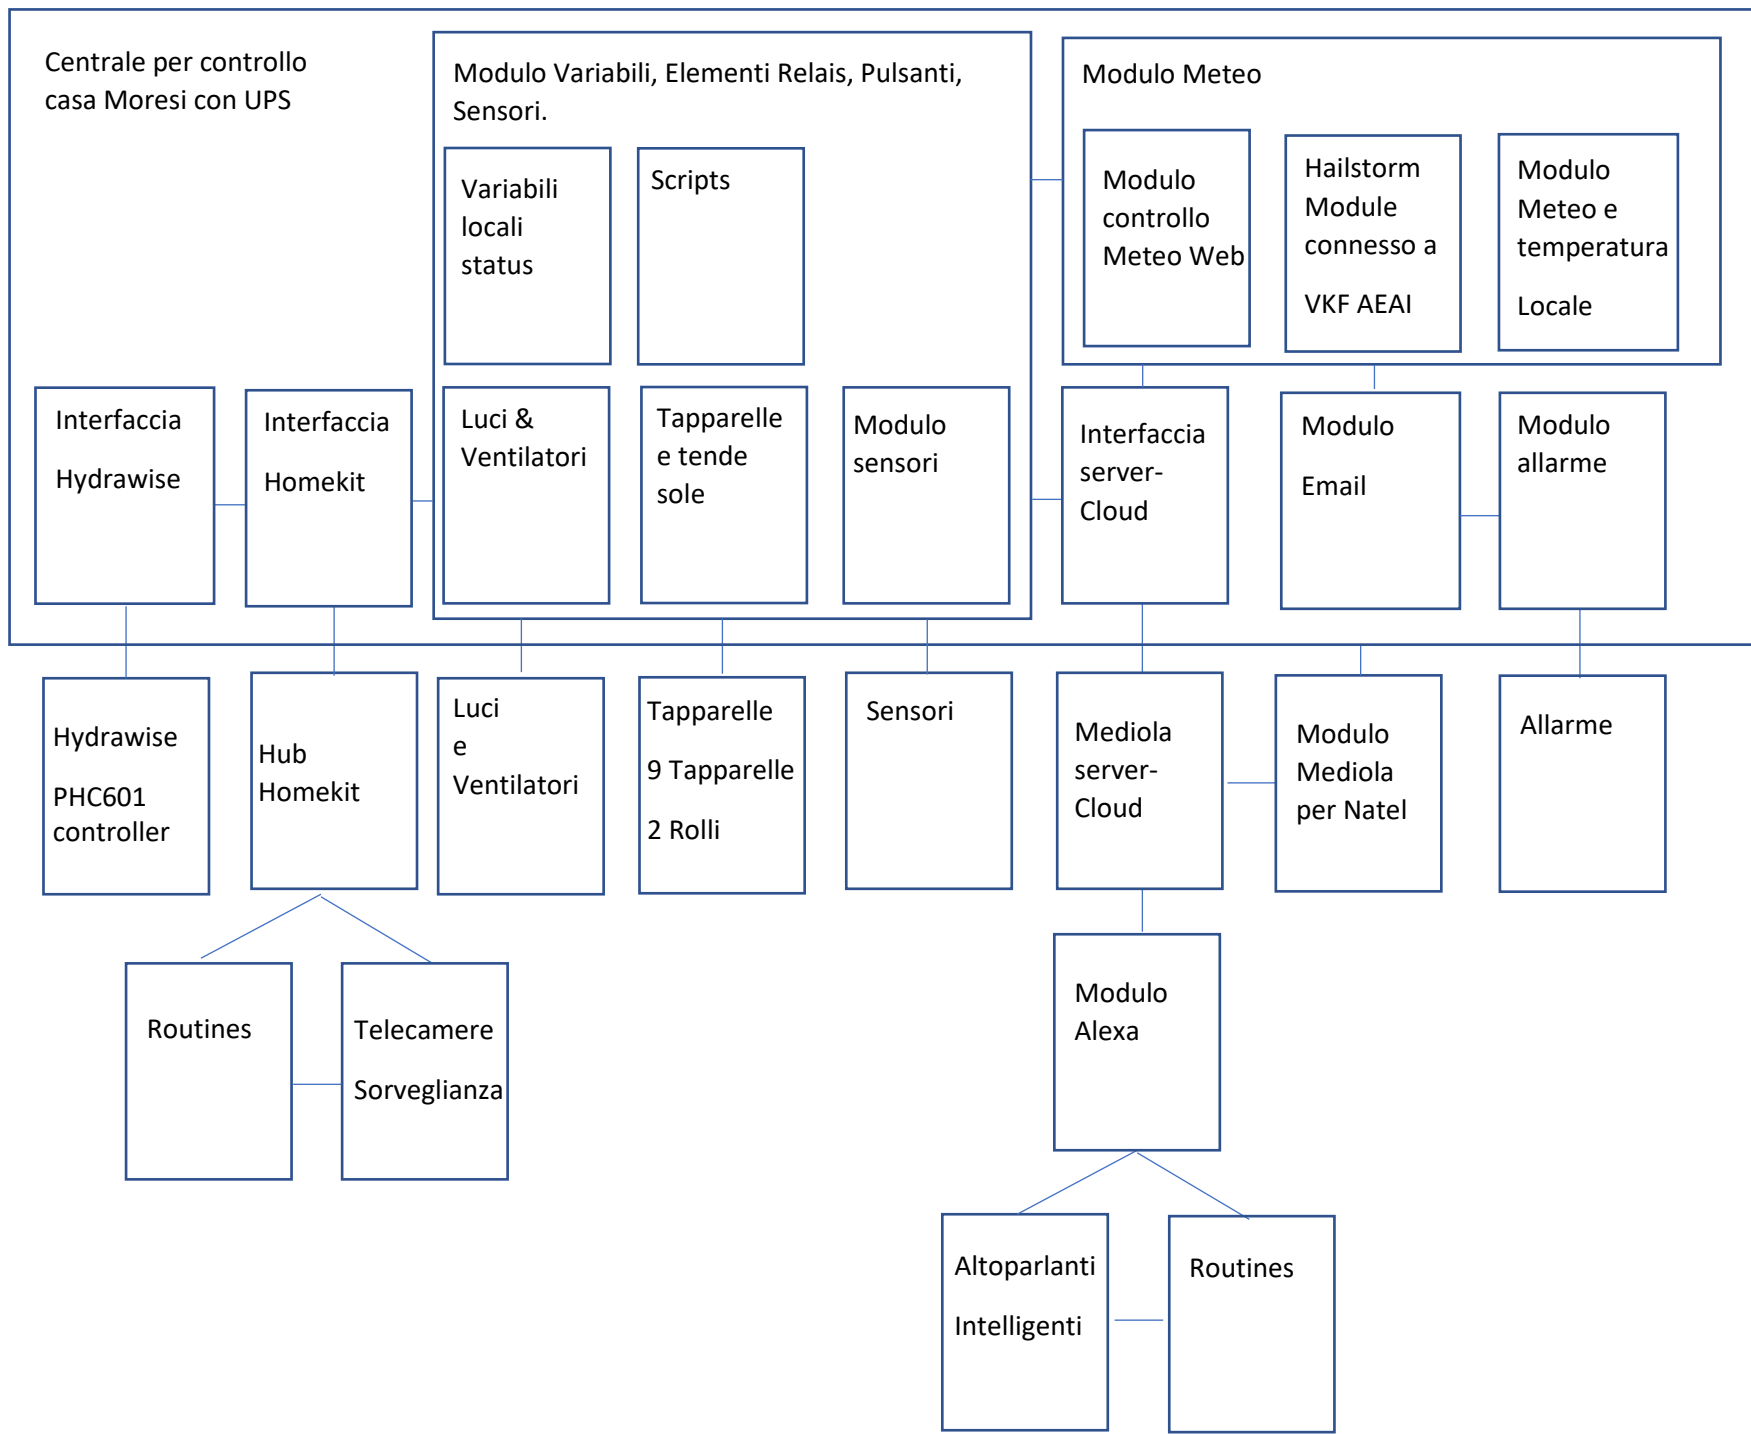 Centrale per controllo
casa Moresi con UPS
Modulo Variabili, Elementi Relais, Pulsanti,
Sensori.
Variabili
locali
status
Scripts
Modulo Meteo
Modulo
controllo
Meteo Web
Hailstorm
Module
connesso a
VKF AEAI
Modulo
Meteo e
temperatura
Locale
Interfaccia
Hydrawise
Interfaccia
Homekit
Luci &
Ventilatori
Tapparelle
e tende
sole
Modulo
sensori
Interfaccia
server-
Cloud
Modulo
Email
Modulo
allarme
Hydrawise
PHC601
controller
Hub
Homekit
Luci
e
Ventilatori
Tapparelle
9 Tapparelle
2 Rolli
Sensori
Mediola
server-
Cloud
Modulo
Mediola
per Natel
Allarme
Routines
Telecamere
Sorveglianza
Modulo
Alexa
Altoparlanti
Intelligenti
Routines